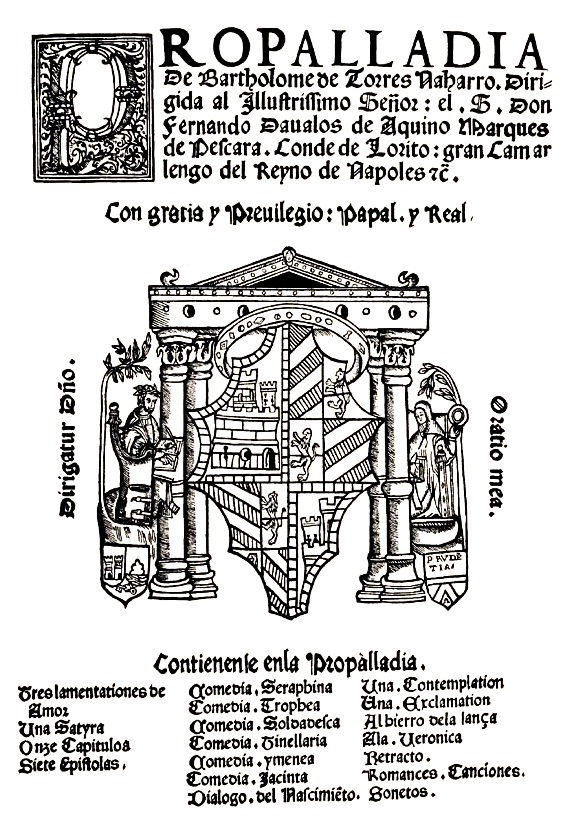 PROPALLADIA
De Bartholome de Torres Naharro. Diri-
gida al Illustrissimo Señor: el . S . Don
Fernando Daualos de Aquino Marques
de Pescara. Conde de Lorito: gran Camar
lengo del Reyno de Napoles ⁊c̃.
Con gratia y Preuilegio: Papal. y Real.
Dirigatur Dño.
Oratio mea.
PRVDE
TIA
Contienense enla Propalladia.
Tres lamentationes de
Amor
Una Satyra
Onze Capitulos
Siete Epistolas.
Comedia. Seraphina
Comedia. Trophea
Comedia. Soldadesca
Comedia. Tinellaria
Comedia. ymenea
Comedia. Jacinta
Dialogo. del Nascimiẽto.
Una. Contemplation
Una. Exclamation
Al hierro dela lança
Ala. Ueronica
Retracto.
Romances. Canciones.
Sonetos.